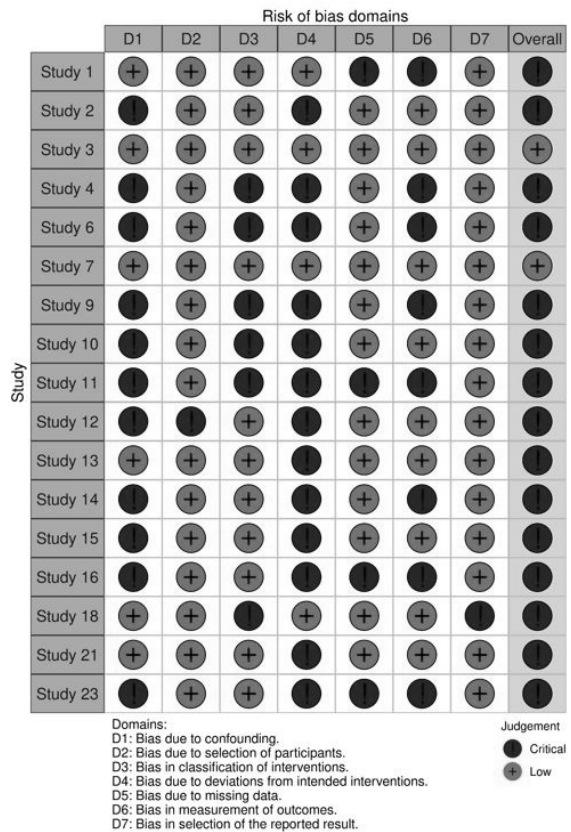 Risk of bias domains
D1 D2 D3 D4 D5 D6 D7 Overall
Study 1 + + + + ! ! + !
Study 2 ! + + ! + + + !
Study 3 + + + + + + + +
Study 4 ! + ! ! + ! + !
Study 6 ! + ! ! + ! + !
Study 7 + + + + + + + +
Study 9 ! + ! ! + ! + !
Study 10 ! + ! ! + + + !
Study 11 ! + ! ! ! ! + !
Study 12 ! ! + ! + + + !
Study 13 + + + ! + + + !
Study 14 ! + + ! + ! + !
Study 15 ! + + ! + + + !
Study 16 ! + + ! ! ! + !
Study 18 + + ! + + + ! !
Study 21 + + + ! + + + !
Study 23 ! + + ! ! ! + !
Study
Domains:
D1: Bias due to confounding.
D2: Bias due to selection of participants.
D3: Bias in classification of interventions.
D4: Bias due to deviations from intended interventions.
D5: Bias due to missing data.
D6: Bias in measurement of outcomes.
D7: Bias in selection of the reported result.
Judgement
! Critical
+ Low